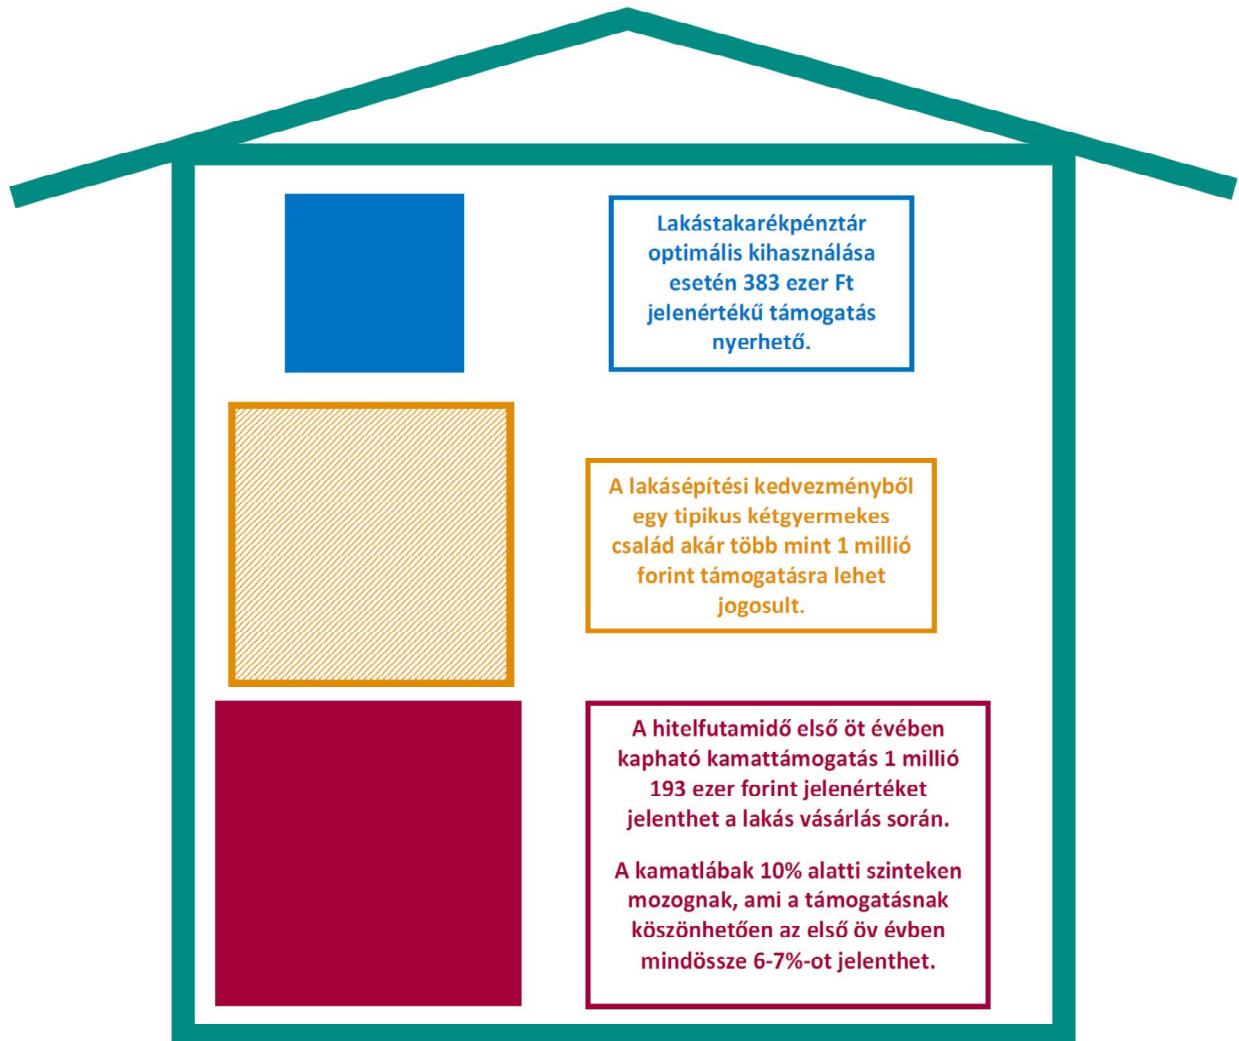 Lakástakarékpénztár
optimális kihasználása
esetén 383 ezer Ft
jelenértékű támogatás
nyerhető.
A lakásépítési kedvezményből
egy tipikus kétgyermekes
család akár több mint 1 millió
forint támogatásra lehet
jogosult.
A hitelfutamidő első öt évében
kapható kamattámogatás 1 millió
193 ezer forint jelenértéket
jelenthet a lakás vásárlás során.
A kamatlábak 10% alatti szinteken
mozognak, ami a támogatásnak
köszönhetően az első öv évben
mindössze 6-7%-ot jelenthet.